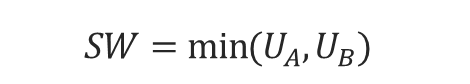 SW = min(U_A, U_B)